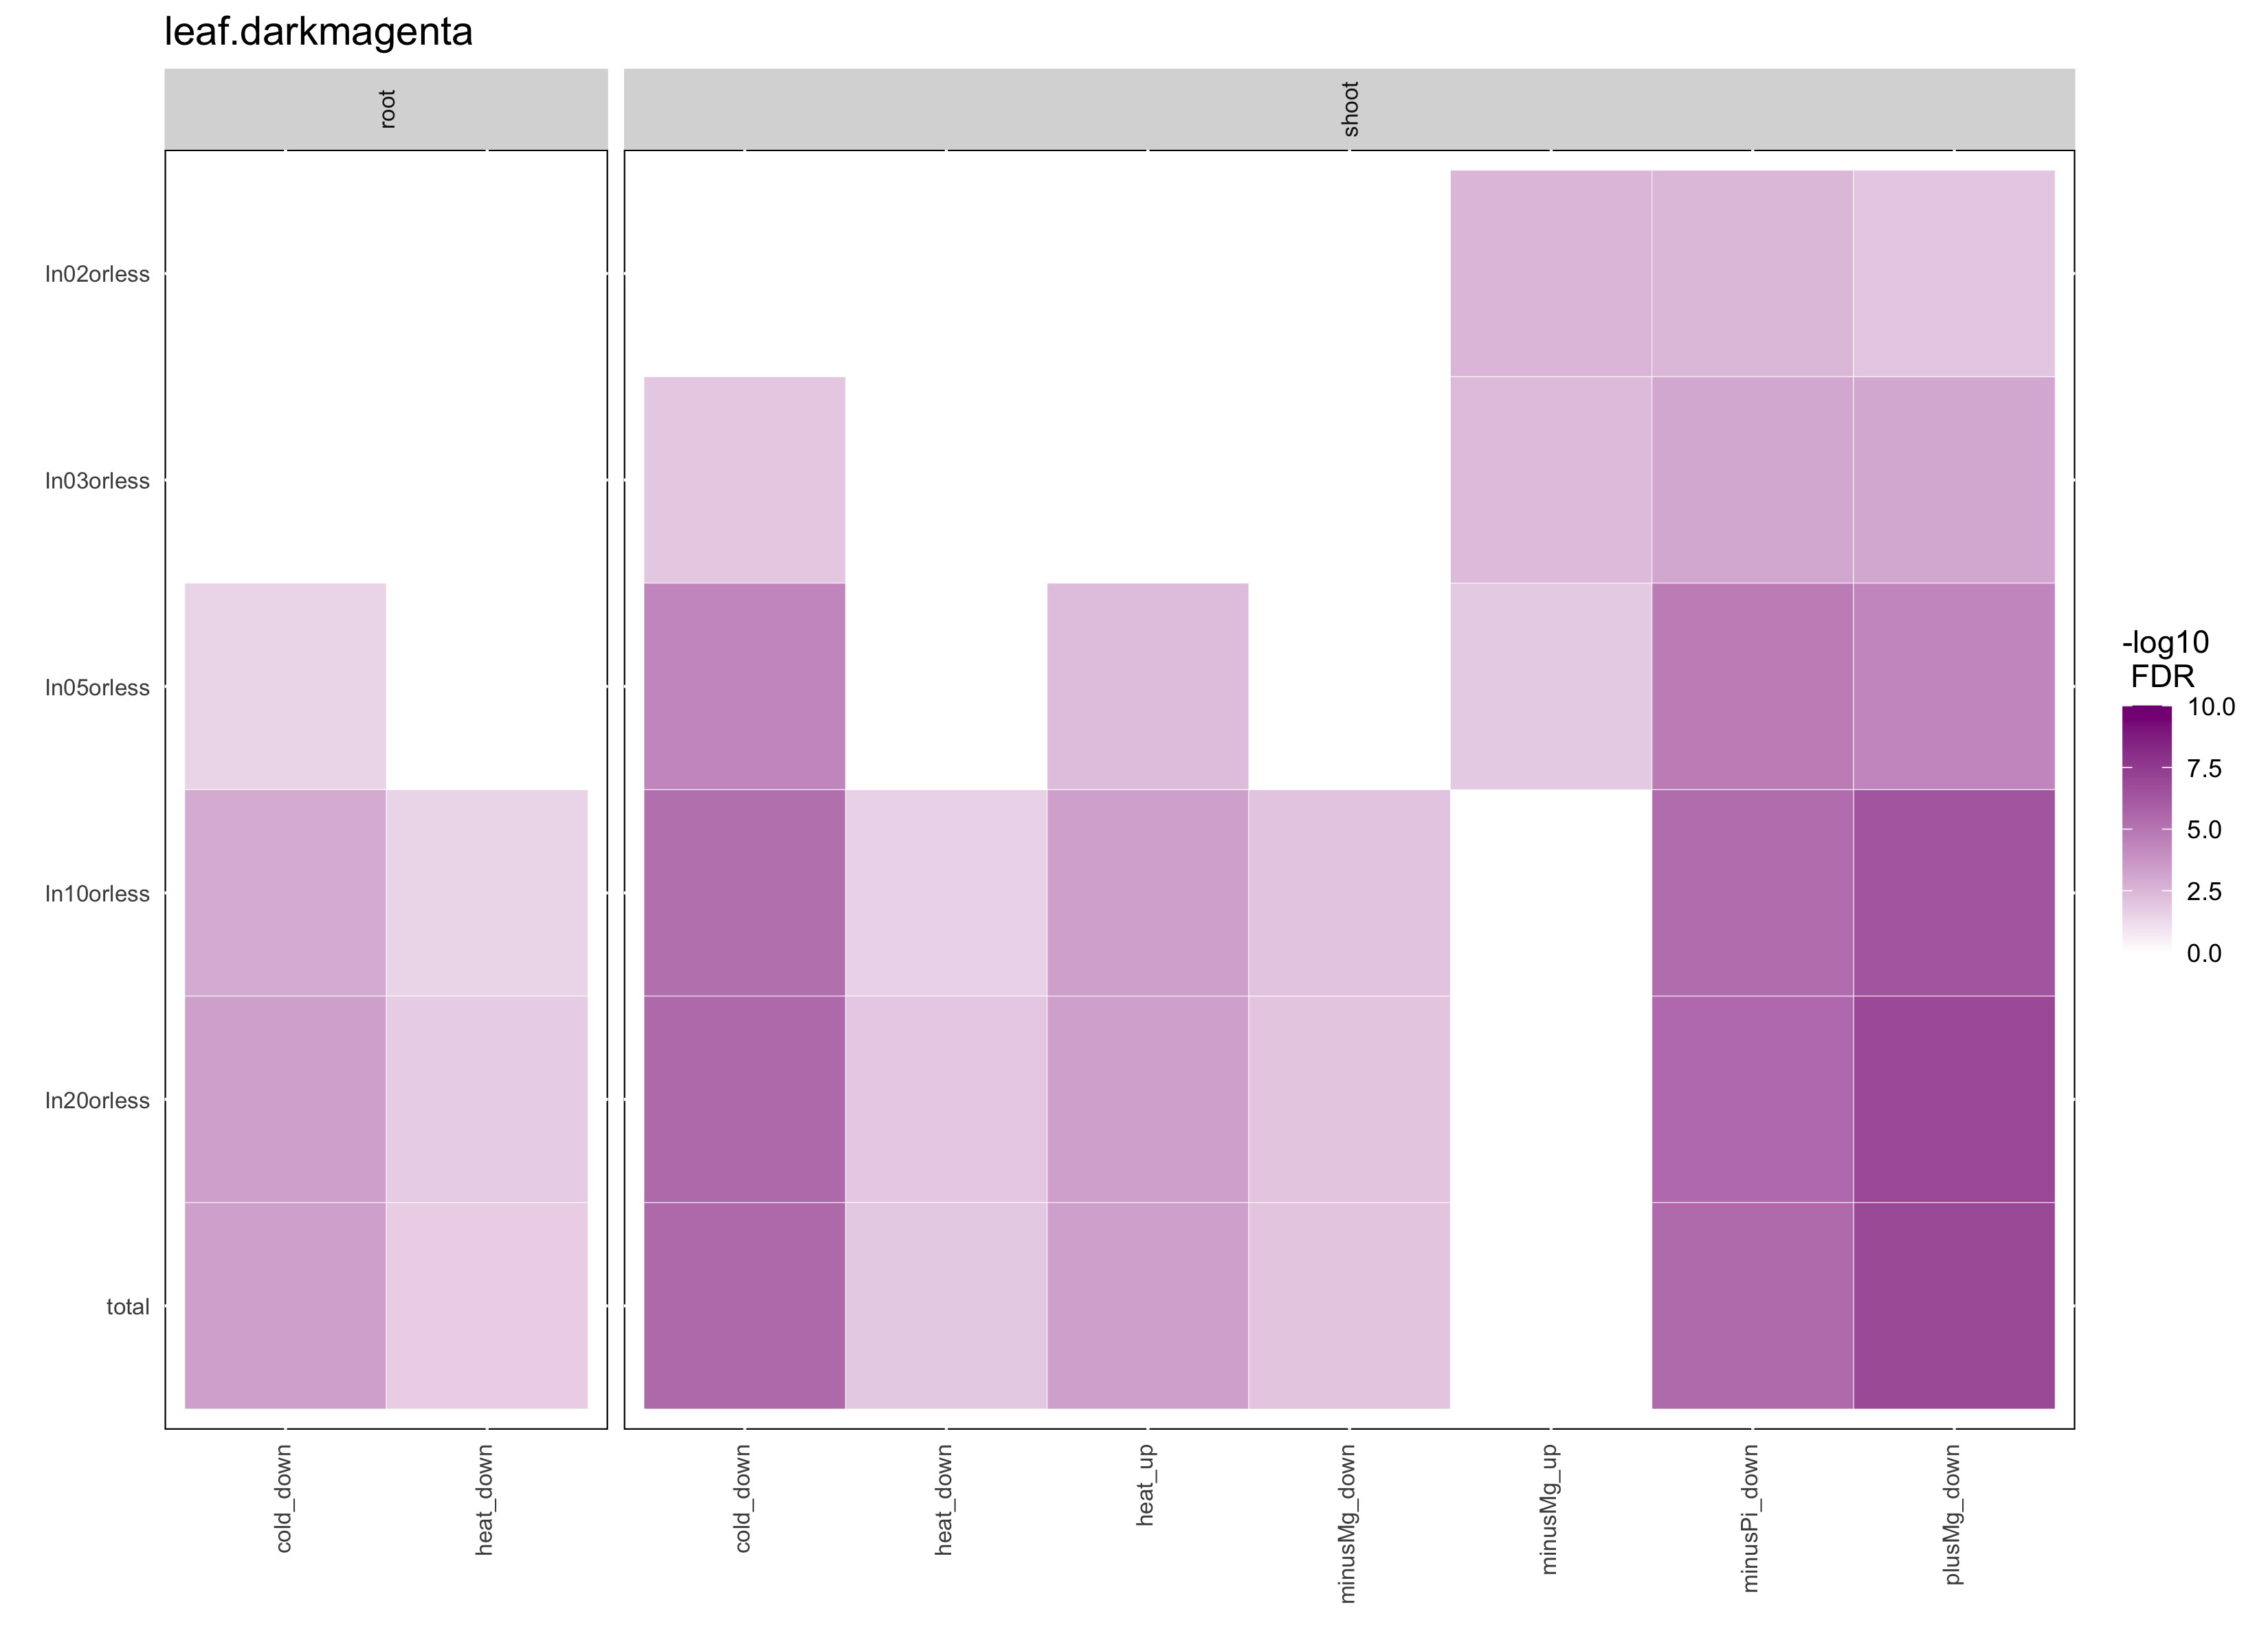 leaf.darkmagenta
root
shoot
In02orless
In03orless
In05orless
In10orless
In20orless
total
cold_down
heat_down
cold_down
heat_down
heat_up
minusMg_down
minusMg_up
minusPi_down
plusMg_down
-log10
FDR
10.0
7.5
5.0
2.5
0.0